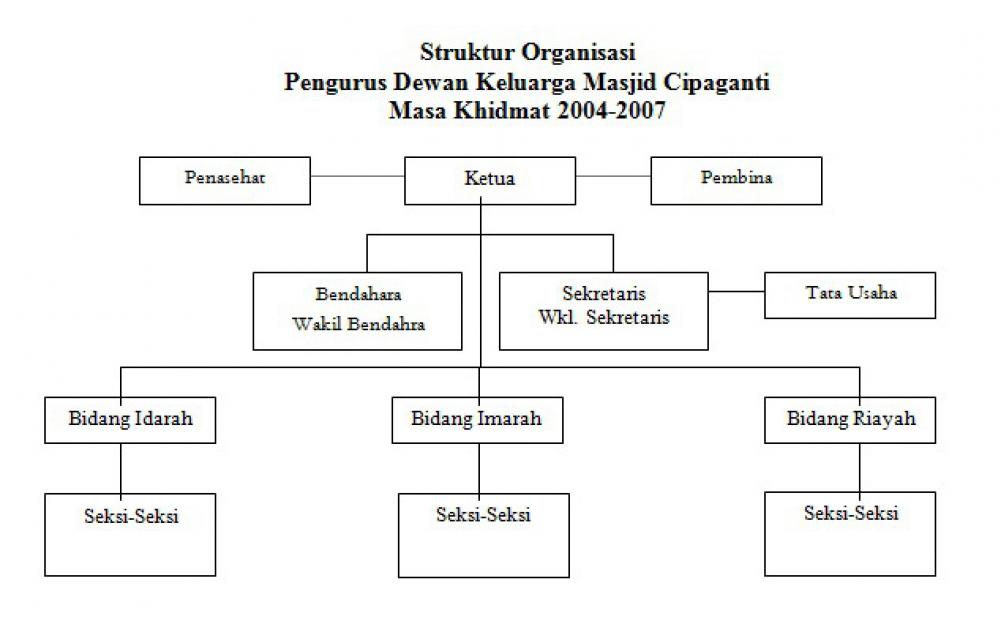 Struktur Organisasi
Pengurus Dewan Keluarga Masjid Cipaganti
Masa Khidmat 2004-2007
Penasehat
Ketua
Pembina
Bendahara
Wakil Bendahra
Sekretaris
Wkl. Sekretaris
Tata Usaha
Bidang Idarah
Bidang Imarah
Bidang Riayah
Seksi-Seksi
Seksi-Seksi
Seksi-Seksi